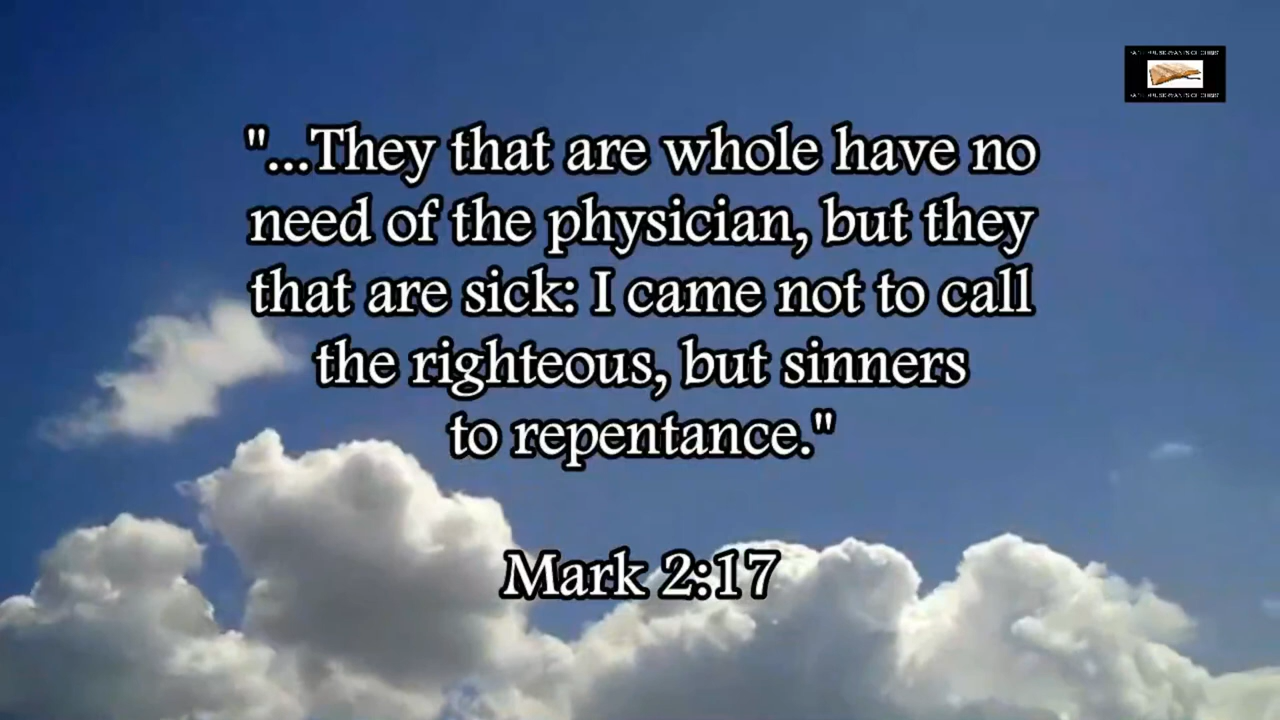 "...They that are whole have no
need of the physician, but they
that are sick: I came not to call
the righteous, but sinners
to repentance."
Mark 2:17